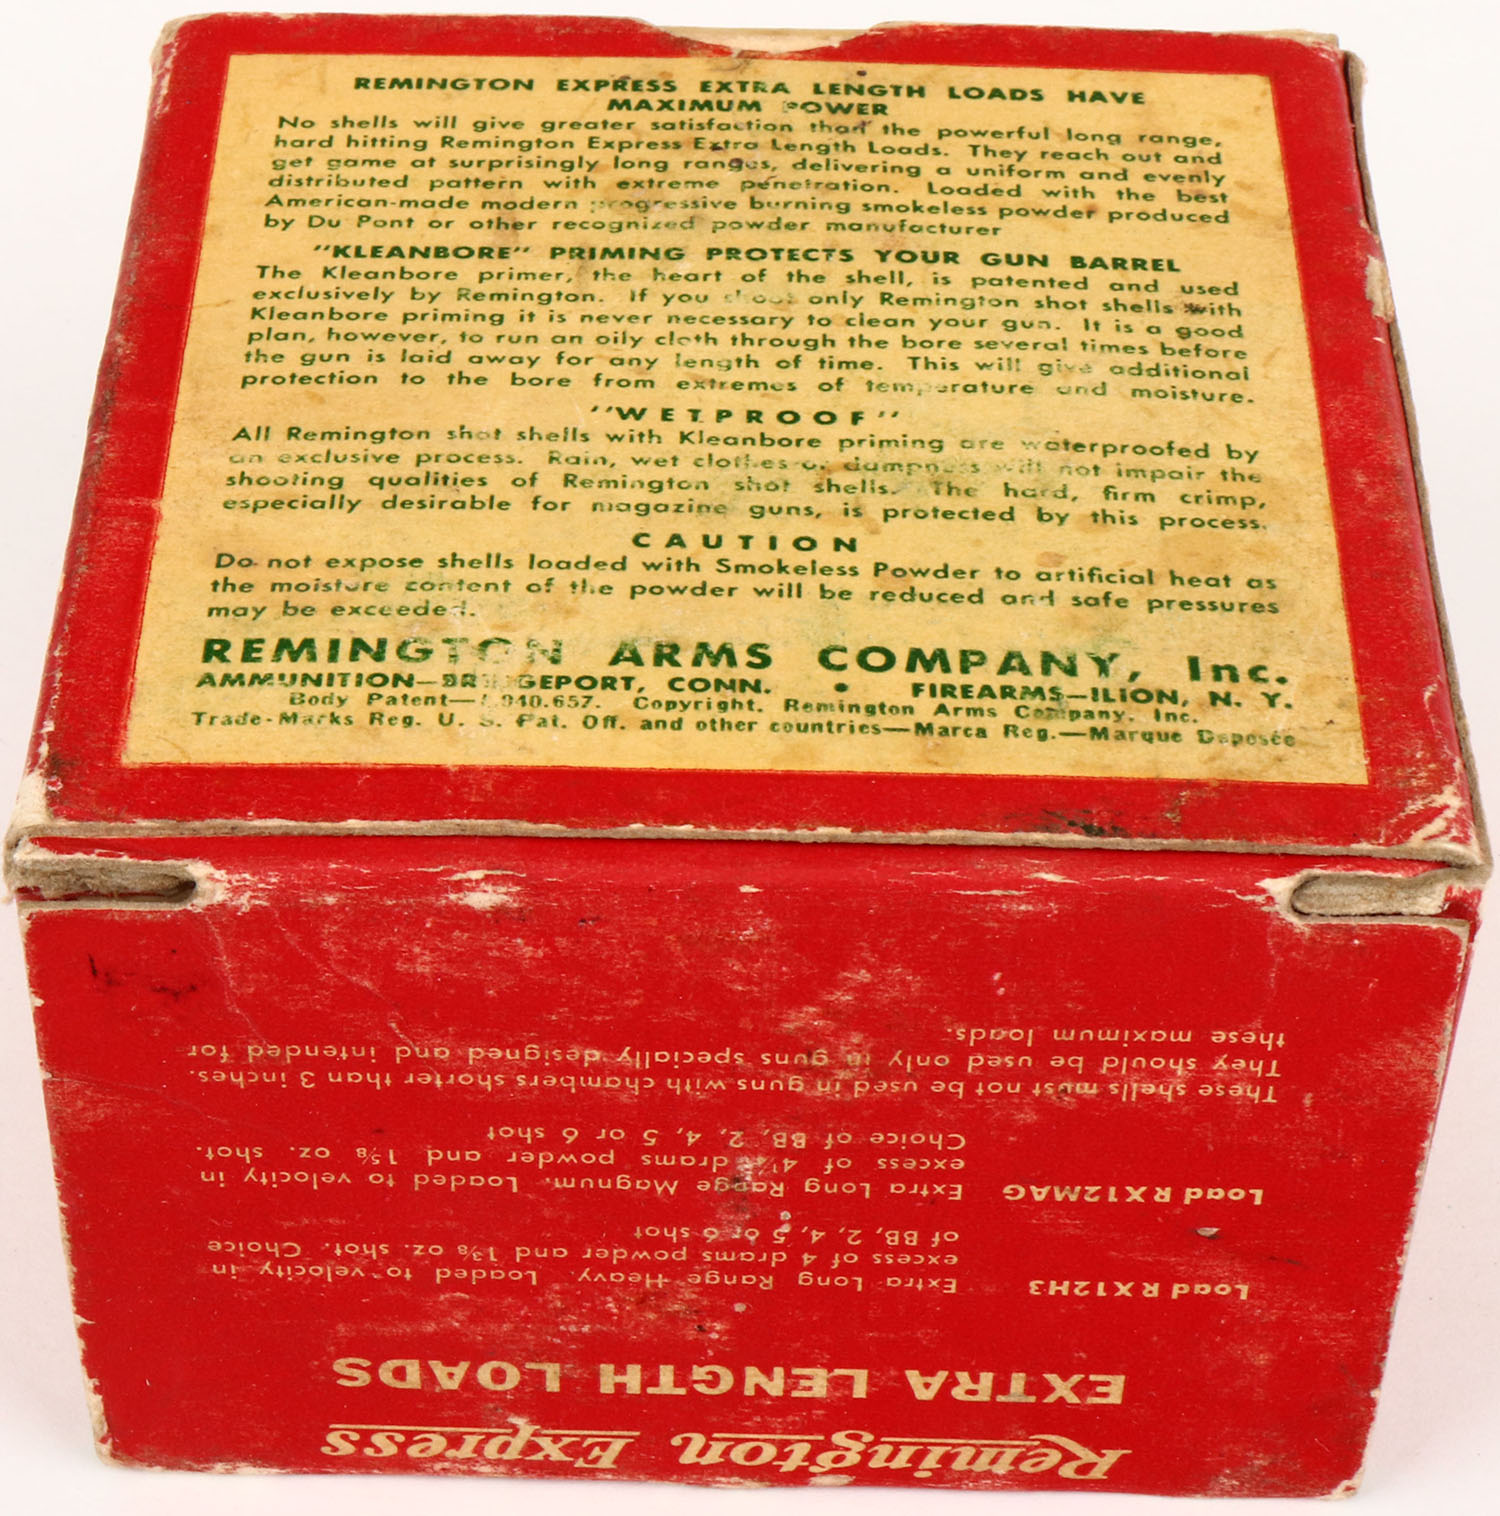 REMINGTON EXPRESS EXTRA LENGTH LOADS HAVE
MAXIMUM POWER
No shells will give greater satisfaction than the powerful long range,
hard hitting Remington Express Extra Length Loads. They reach out and
get game at surprisingly long ranges, delivering a uniform and evenly
distributed pattern with extreme penetration. Loaded with the best
American-made modern progressive burning smokeless powder produced
by Du Pont or other recognized powder manufacturer
"KLEANBORE" PRIMING PROTECTS YOUR GUN BARREL
The Kleanbore primer, the heart of the shell, is patented and used
exclusively by Remington. If you shoot only Remington shot shells with
Kleanbore priming it is never necessary to clean your gun. It is a good
plan, however, to run an oily cloth through the bore several times before
the gun is laid away for any length of time. This will give additional
protection to the bore from extremes of temperature and moisture.
"WETPROOF"
All Remington shot shells with Kleanbore priming are waterproofed by
an exclusive process. Rain, wet clothes or dampness will not impair the
shooting qualities of Remington shot shells. The hard, firm crimp,
especially desirable for magazine guns, is protected by this process.
CAUTION
Do not expose shells loaded with Smokeless Powder to artificial heat as
the moisture content of the powder will be reduced and safe pressures
may be exceeded.
REMINGTON ARMS COMPANY, Inc.
AMMUNITION—BRIDGEPORT, CONN. • FIREARMS—ILION, N. Y.
Body Patent— Copyright. Remington Arms Company, Inc.
Trade-Marks Reg. U. S. Pat. Off. and other countries—Marca Reg.—Marque Deposée
Remington Express
EXTRA LENGTH LOADS
Load RX12H3 Extra Long Range Heavy. Loaded to velocity in
excess of 4 drams powder and 1⅜ oz. shot. Choice
of BB, 2, 4, 5 or 6 shot
Load RX12MAG Extra Long Range Magnum. Loaded to velocity in
excess of 4¼ drams powder and 1⅝ oz. shot.
Choice of BB, 2, 4, 5 or 6 shot
These shells must not be used in guns with chambers shorter than 3 inches.
They should be used only in guns specially designed and intended for
these maximum loads.